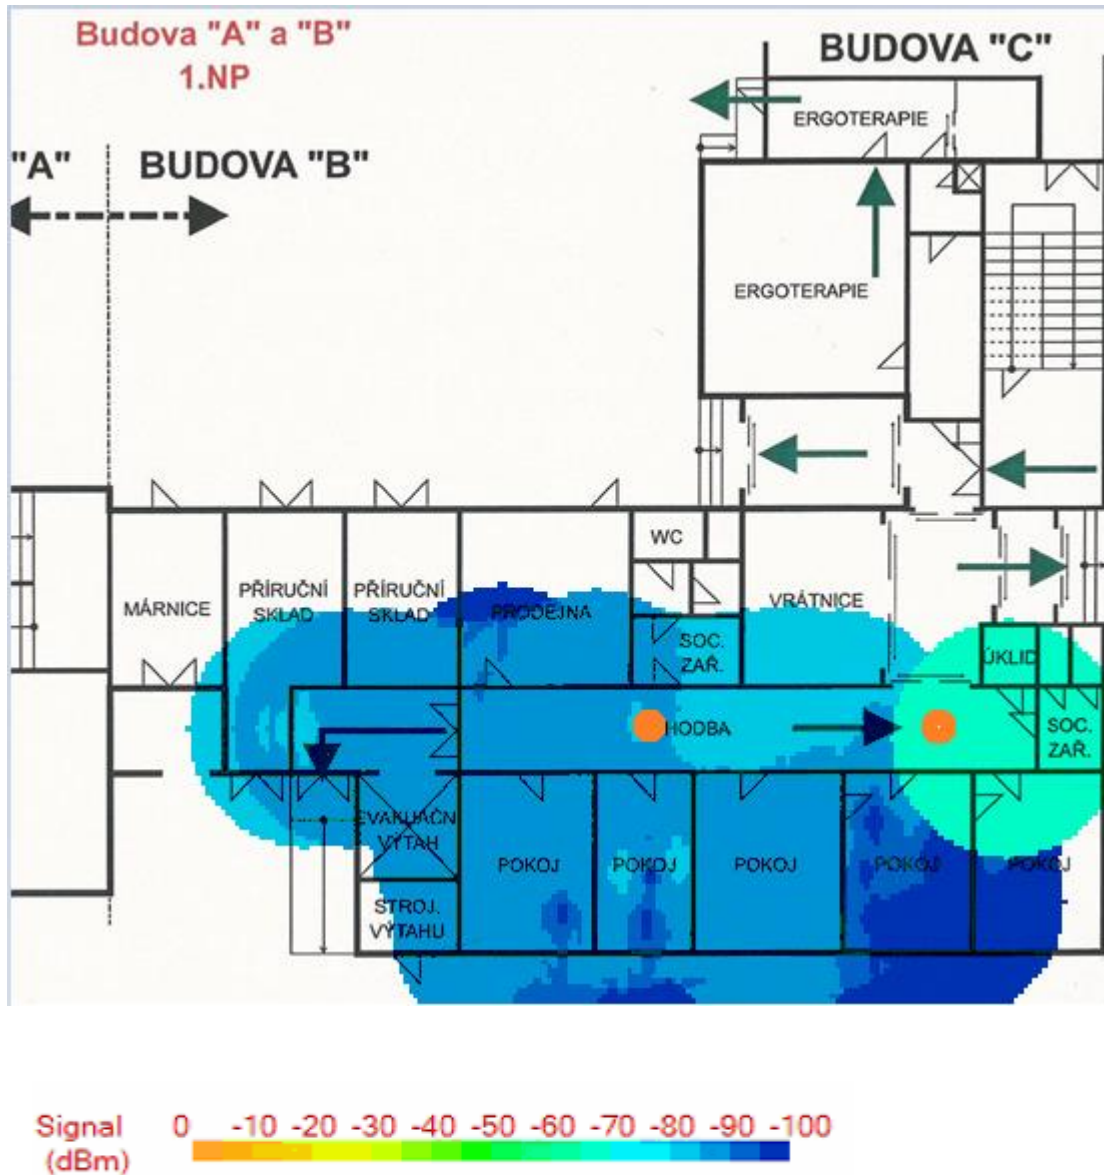 Budova "A" a "B"
1.NP
BUDOVA "C"
ERGOTERAPIE
"A"
BUDOVA "B"
ERGOTERAPIE
WC
MÁRNICE
PŘÍRUČNÍ
SKLAD
PŘÍRUČNÍ
SKLAD
PRODEJNA
VRÁTNICE
SOC.
ZAŘ.
ÚKLID
HODBA
SOC.
ZAŘ.
EVAKUAČN
VÝTAH
POKOJ
POKOJ
POKOJ
POKOJ
POKOJ
STROJ.
VÝTAHU
Signal
(dBm)
0 -10 -20 -30 -40 -50 -60 -70 -80 -90 -100